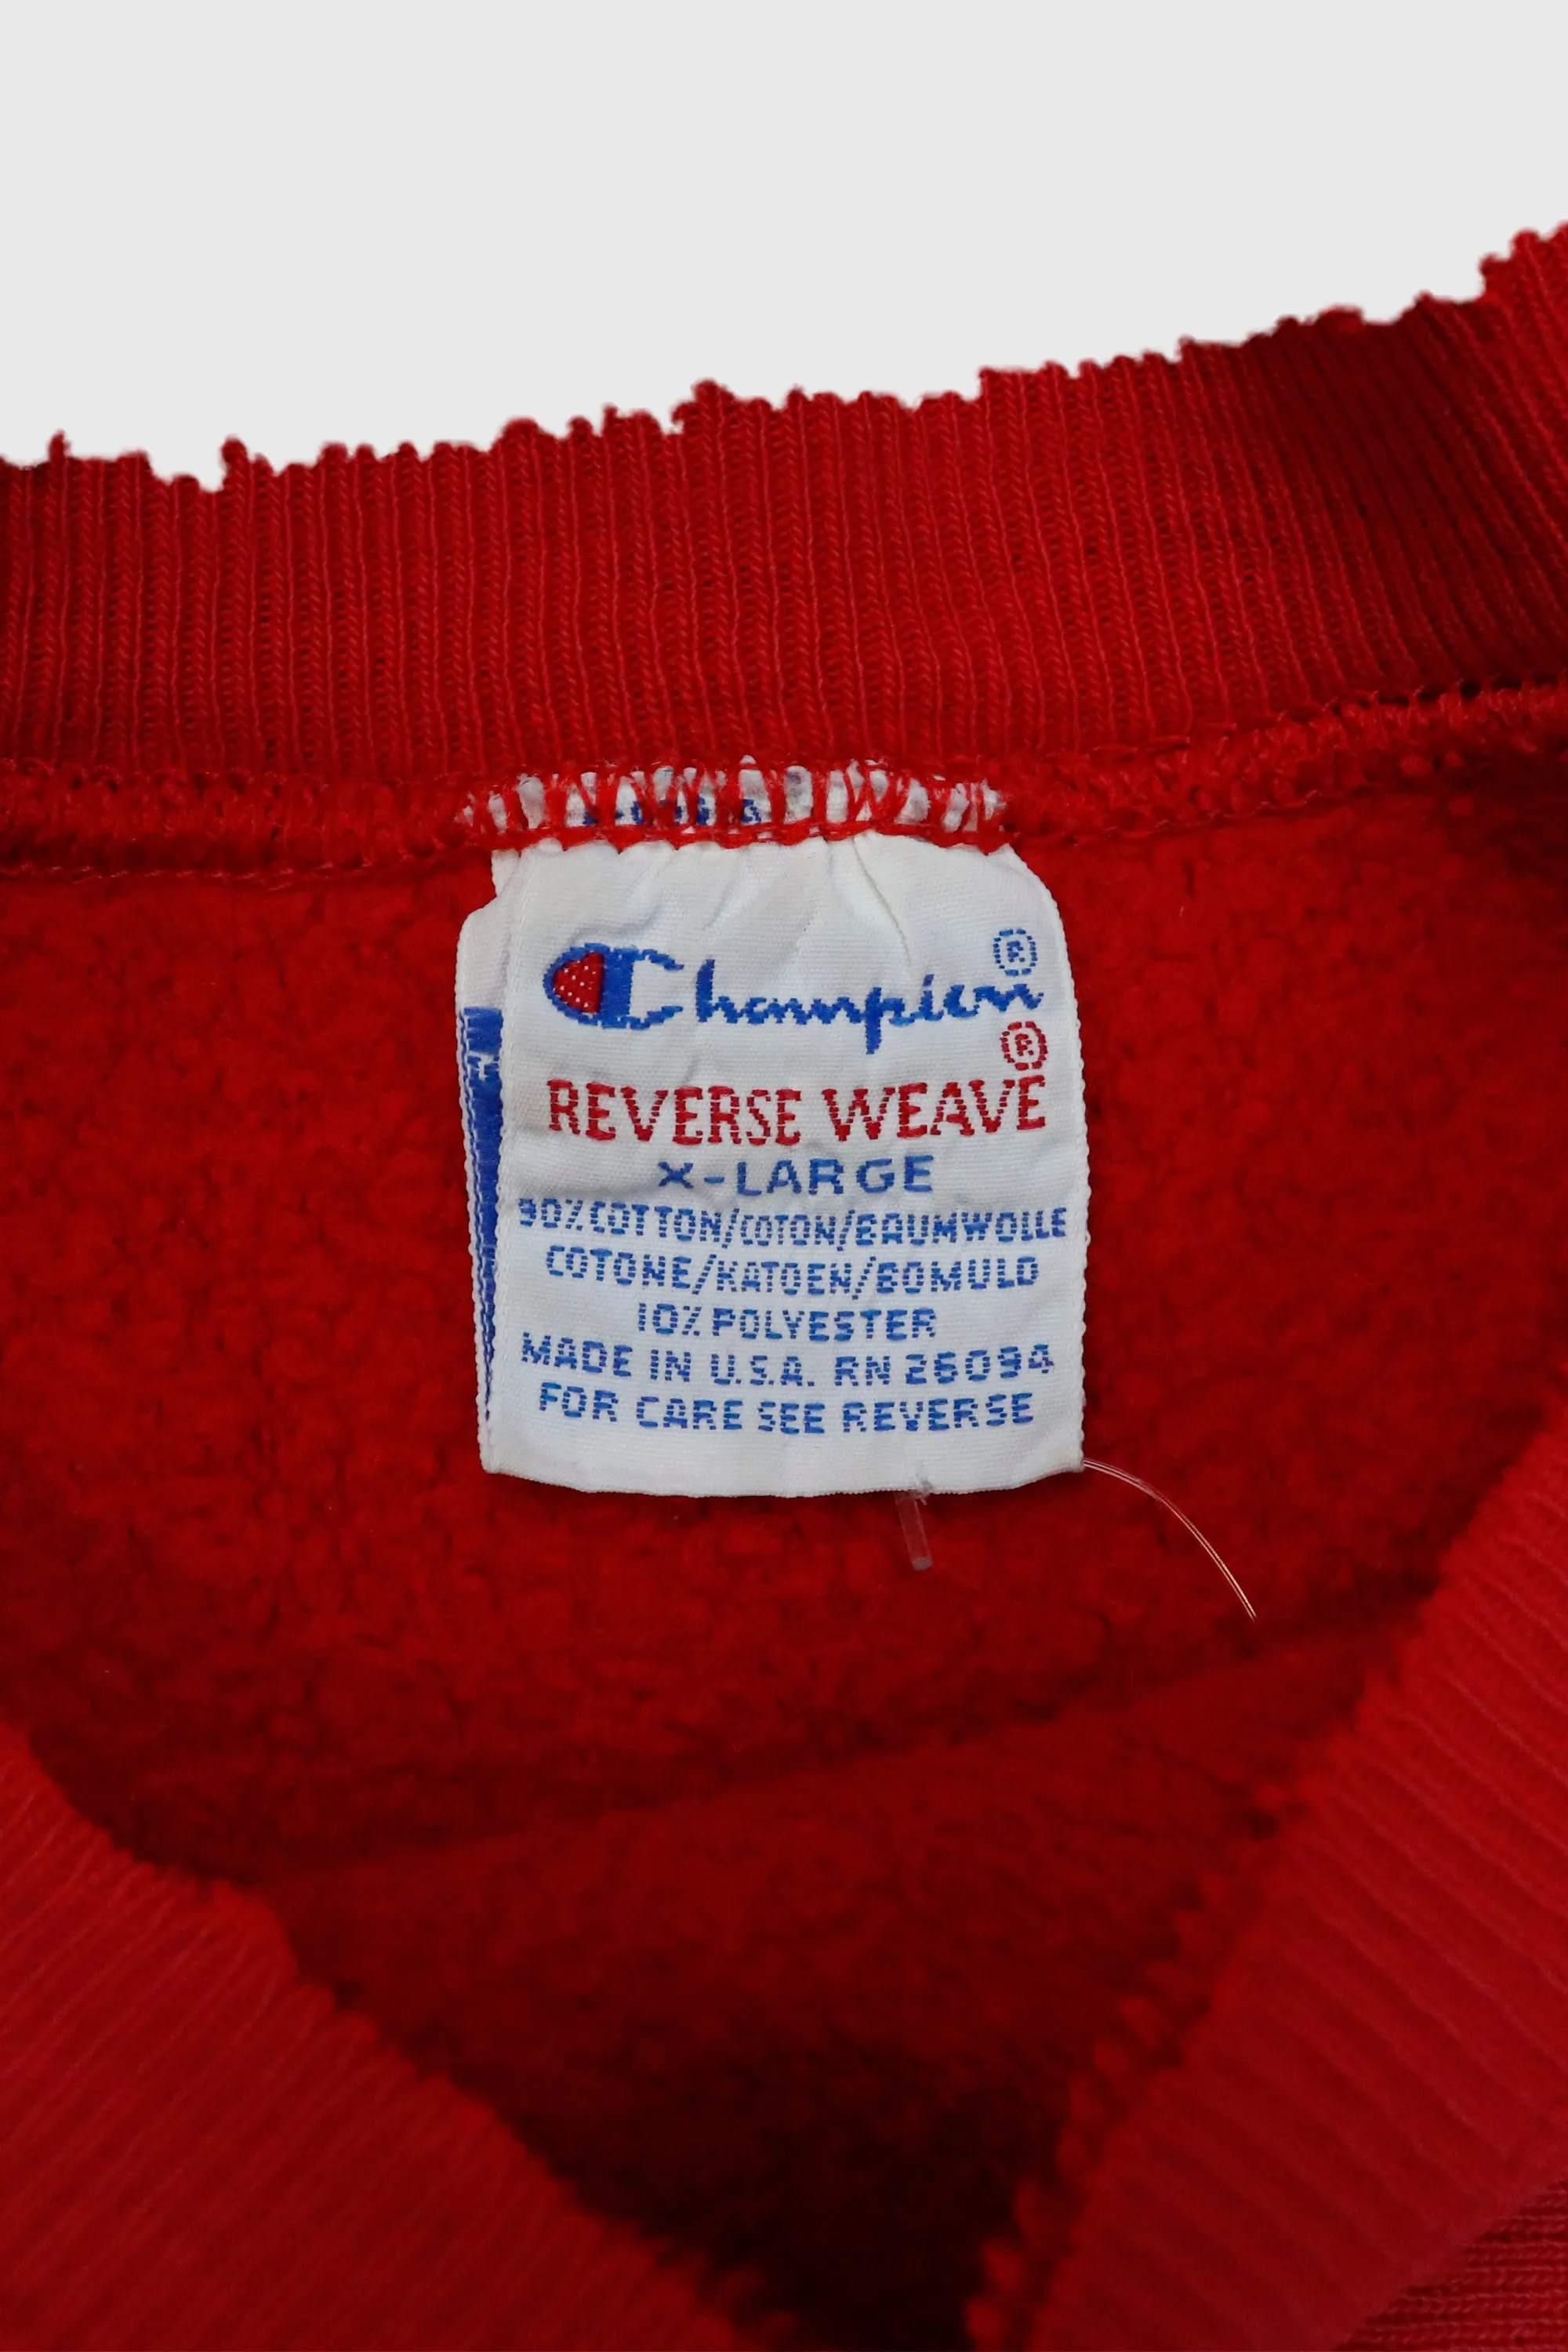 Champion®
REVERSE WEAVE®
X-LARGE
90% COTTON/COTON/BAUMWOLLE
COTONE/KATOEN/BOMULD
10% POLYESTER
MADE IN U.S.A. RN 26094
FOR CARE SEE REVERSE